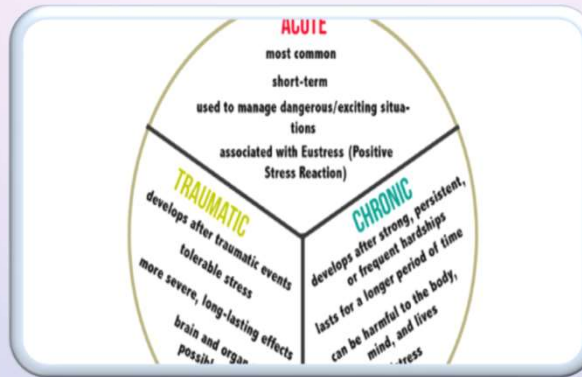 ACUTE
most common
short-term
used to manage dangerous/exciting situa-
tions
associated with Eustress (Positive
Stress Reaction)
TRAUMATIC
develops after traumatic events
tolerable stress
more severe, long-lasting effects
brain and
CHRONIC
develops after strong, persistent,
or frequent hardships
lasts for a longer period of time
can be harmful to the body,
mind, and lives